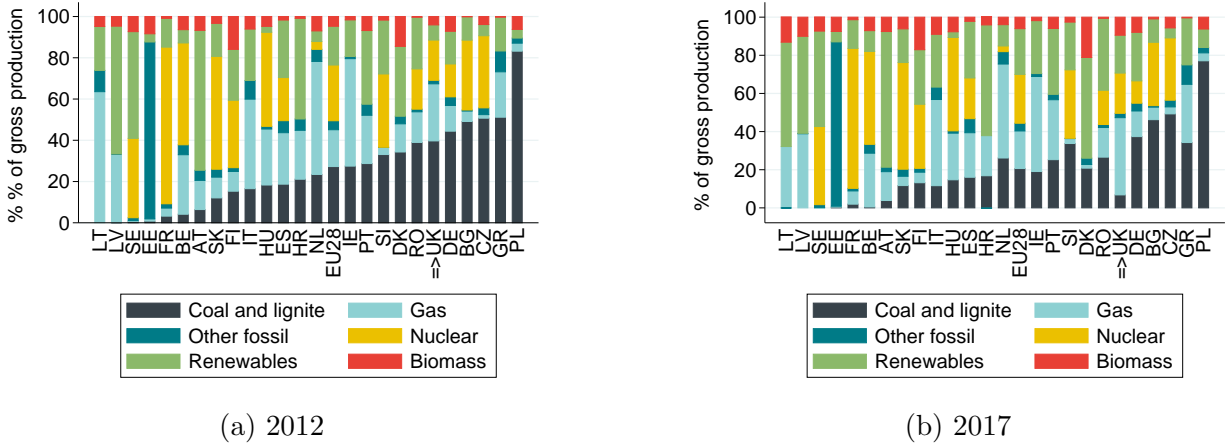 % % of gross production
100
80
60
40
20
0
LT LV SE EE FR BE AT SK FI IT HU ES HR NL EU28 IE PT SI DK RO =>UK DE BG CZ GR PL
Coal and lignite Gas
Other fossil Nuclear
Renewables Biomass
(a) 2012
% of gross production
100
80
60
40
20
0
LT LV SE EE FR BE AT SK FI IT HU ES HR NL EU28 IE PT SI DK RO =>UK DE BG CZ GR PL
Coal and lignite Gas
Other fossil Nuclear
Renewables Biomass
(b) 2017